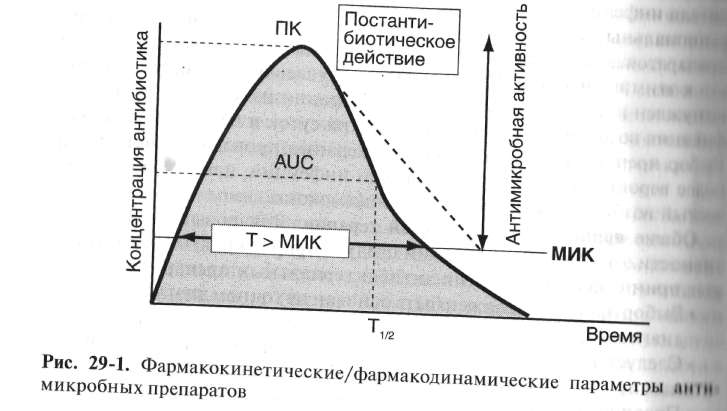 ПК
Постанти-
биотическое
действие
Концентрация антибиотика
Антимикробная активность
AUC
T > МИК
МИК
T1/2
Время
Рис. 29-1. Фармакокинетические/фармакодинамические параметры анти-
микробных препаратов